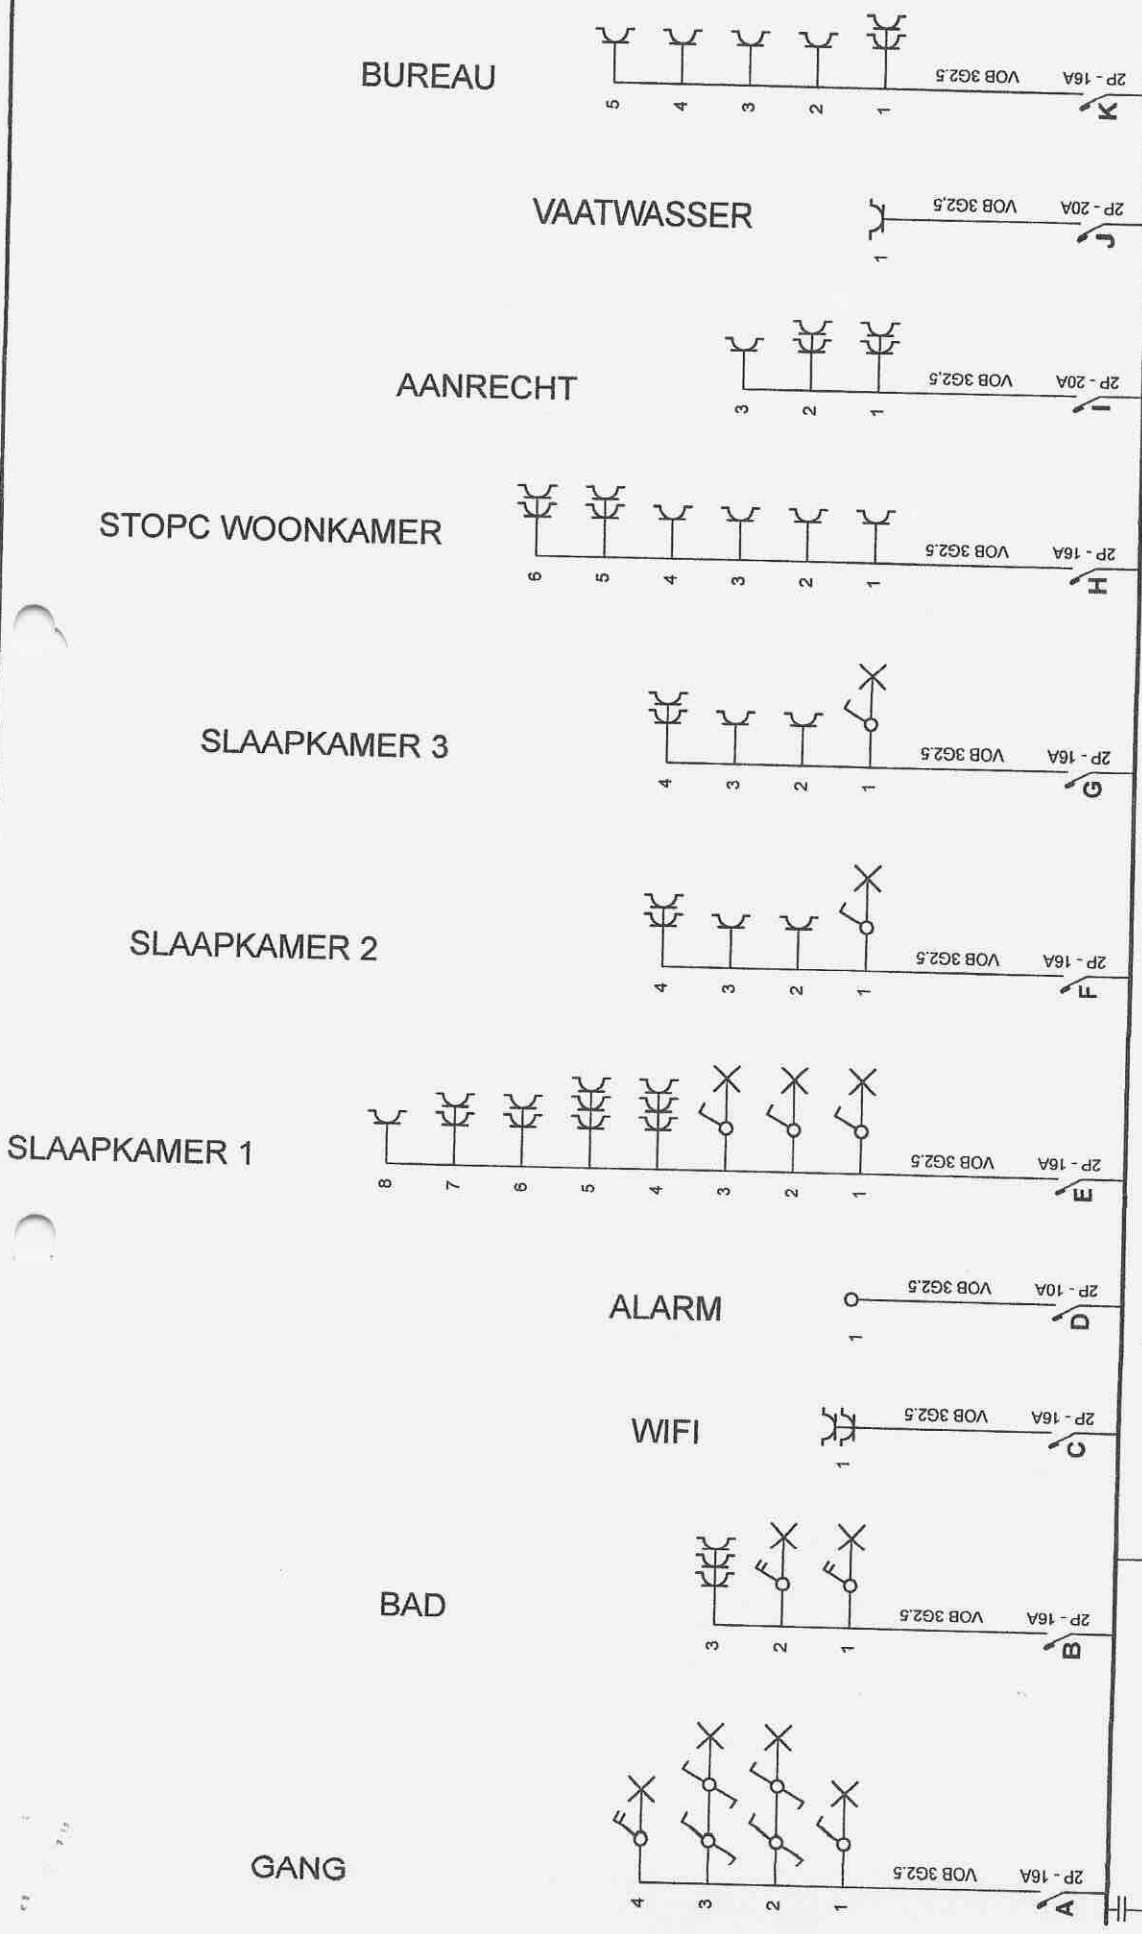 BUREAU
5
4
3
2
1
VOB 3G2.5
2P - 16A
K
VAATWASSER
1
VOB 3G2,5
2P - 20A
J
AANRECHT
3
2
1
VOB 3G2,5
2P - 20A
I
STOPC WOONKAMER
6
5
4
3
2
1
VOB 3G2.5
2P - 16A
H
SLAAPKAMER 3
4
3
2
1
VOB 3G2.5
2P - 16A
G
SLAAPKAMER 2
4
3
2
1
VOB 3G2.5
2P - 16A
F
SLAAPKAMER 1
8
7
6
5
4
3
2
1
VOB 3G2.5
2P - 16A
E
ALARM
1
VOB 3G2.5
2P - 10A
D
WIFI
1
VOB 3G2.5
2P - 16A
C
BAD
3
2
1
VOB 3G2.5
2P - 16A
B
GANG
4
3
2
1
VOB 3G2.5
2P - 16A
A